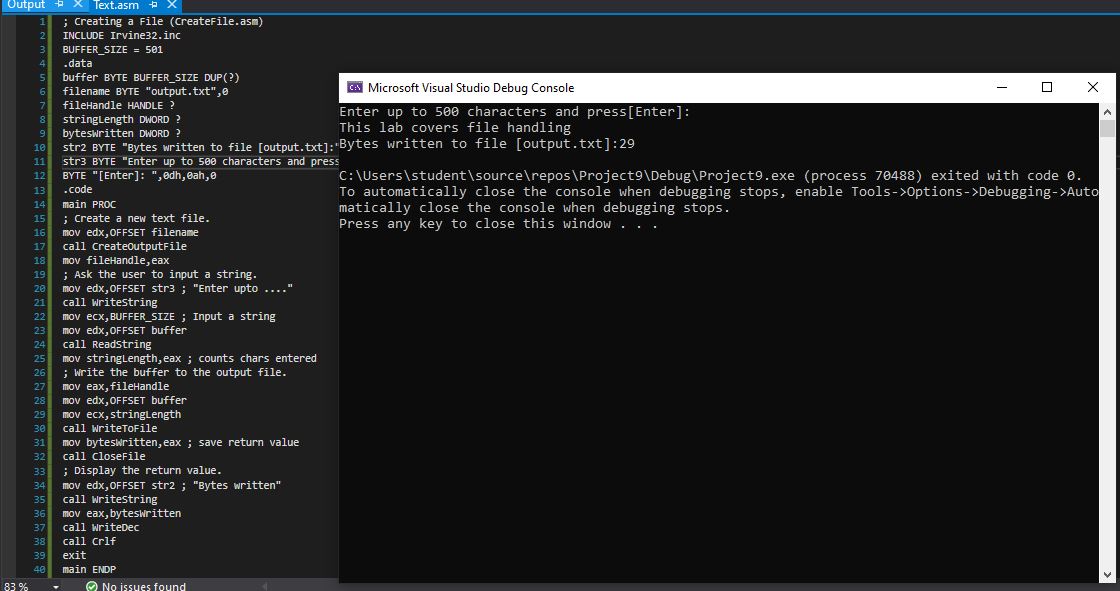 Output Text.asm
1 ; Creating a File (CreateFile.asm)
2 INCLUDE Irvine32.inc
3 BUFFER_SIZE = 501
4 .data
5 buffer BYTE BUFFER_SIZE DUP(?)
6 filename BYTE "output.txt",0
7 fileHandle HANDLE ?
8 stringLength DWORD ?
9 bytesWritten DWORD ?
10 str2 BYTE "Bytes written to file [output.txt]:"
11 str3 BYTE "Enter up to 500 characters and press
12 BYTE "[Enter]: ",0dh,0ah,0
13 .code
14 main PROC
15 ; Create a new text file.
16 mov edx,OFFSET filename
17 call CreateOutputFile
18 mov fileHandle,eax
19 ; Ask the user to input a string.
20 mov edx,OFFSET str3 ; "Enter upto ...."
21 call WriteString
22 mov ecx,BUFFER_SIZE ; Input a string
23 mov edx,OFFSET buffer
24 call ReadString
25 mov stringLength,eax ; counts chars entered
26 ; Write the buffer to the output file.
27 mov eax,fileHandle
28 mov edx,OFFSET buffer
29 mov ecx,stringLength
30 call WriteToFile
31 mov bytesWritten,eax ; save return value
32 call CloseFile
33 ; Display the return value.
34 mov edx,OFFSET str2 ; "Bytes written"
35 call WriteString
36 mov eax,bytesWritten
37 call WriteDec
38 call Crlf
39 exit
40 main ENDP
83 % No issues found
Microsoft Visual Studio Debug Console
Enter up to 500 characters and press[Enter]:
This lab covers file handling
Bytes written to file [output.txt]:29
C:\Users\student\source\repos\Project9\Debug\Project9.exe (process 70488) exited with code 0.
To automatically close the console when debugging stops, enable Tools->Options->Debugging->Auto
matically close the console when debugging stops.
Press any key to close this window . . .